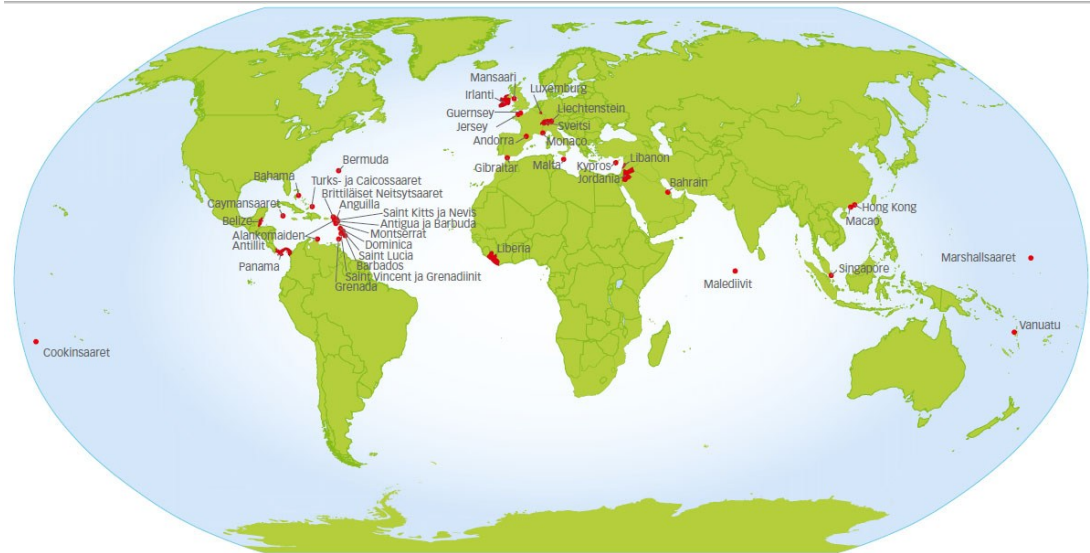 Mansaari
Irlanti
Luxemburg
Guernsey
Liechtenstein
Jersey
Sveitsi
Andorra
Monaco
Bermuda
Gibraltar
Malta
Kypros
Libanon
Jordania
Bahrain
Bahama
Turks- ja Caicossaaret
Brittiläiset Neitsytsaaret
Anguilla
Caymansaaret
Saint Kitts ja Nevis
Belize
Antigua ja Barbuda
Alankomaiden
Antillit
Montserrat
Dominica
Saint Lucia
Panama
Barbados
Saint Vincent ja Grenadiinit
Grenada
Liberia
Hong Kong
Macao
Malediivit
Singapore
Marshallsaaret
Vanuatu
Cookinsaaret